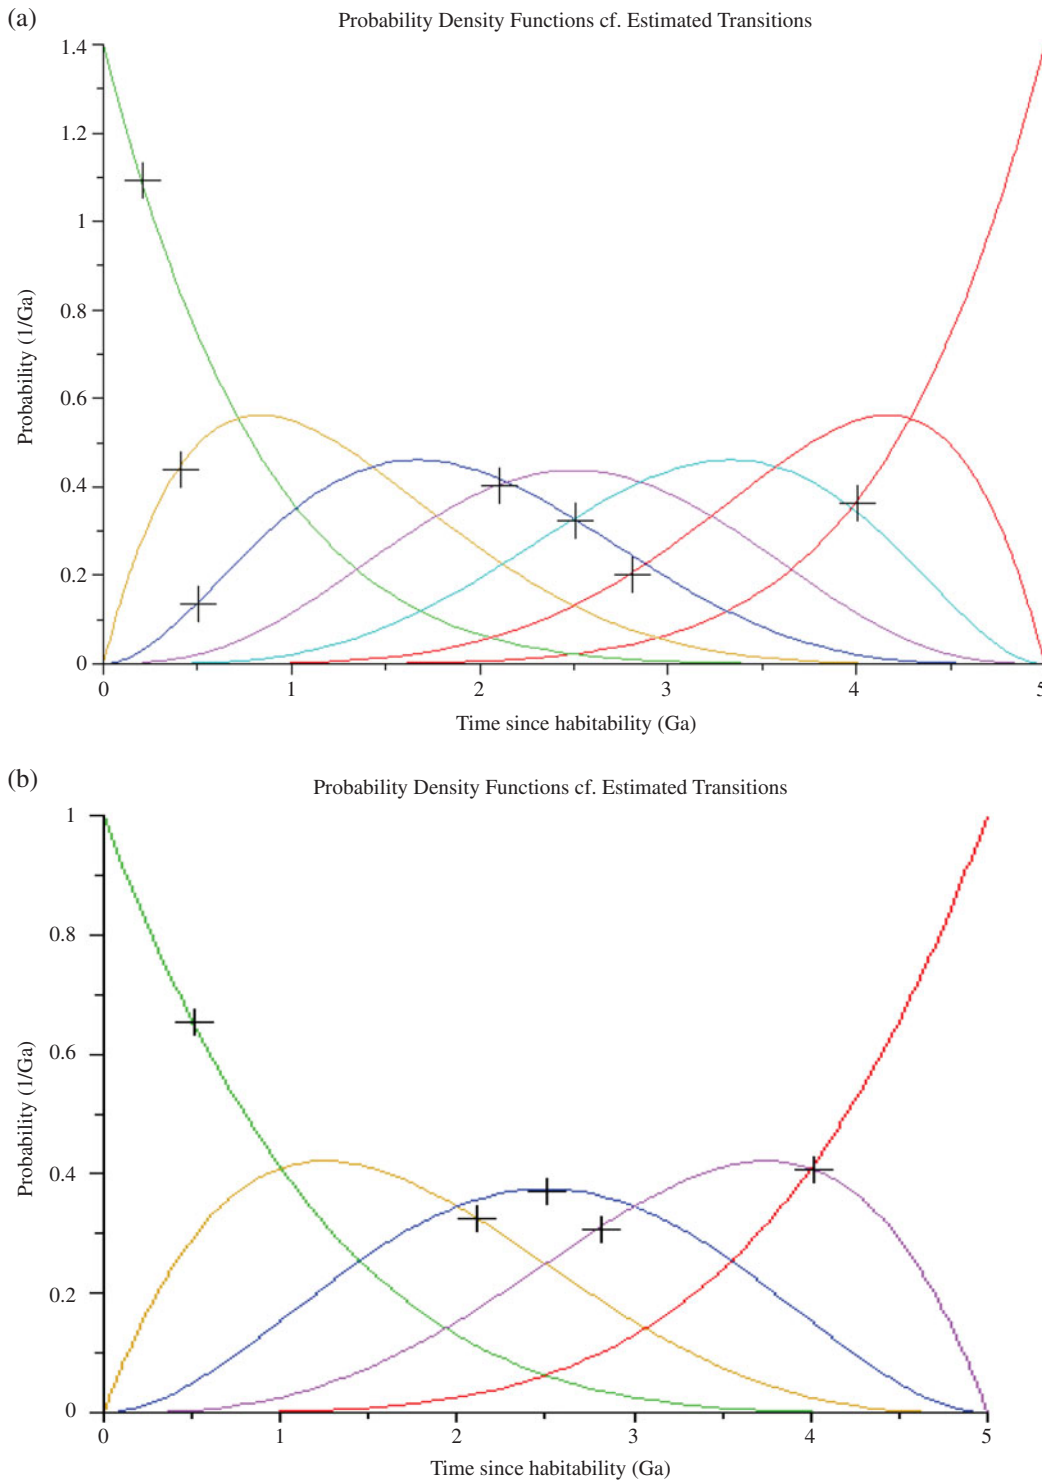 (a)
Probability Density Functions cf. Estimated Transitions
1.4
1.2
1
0.8
0.6
0.4
0.2
0
Probability (1/Ga)
0 1 2 3 4 5
Time since habitability (Ga)
(b)
Probability Density Functions cf. Estimated Transitions
1
0.8
0.6
0.4
0.2
0
Probability (1/Ga)
0 1 2 3 4 5
Time since habitability (Ga)